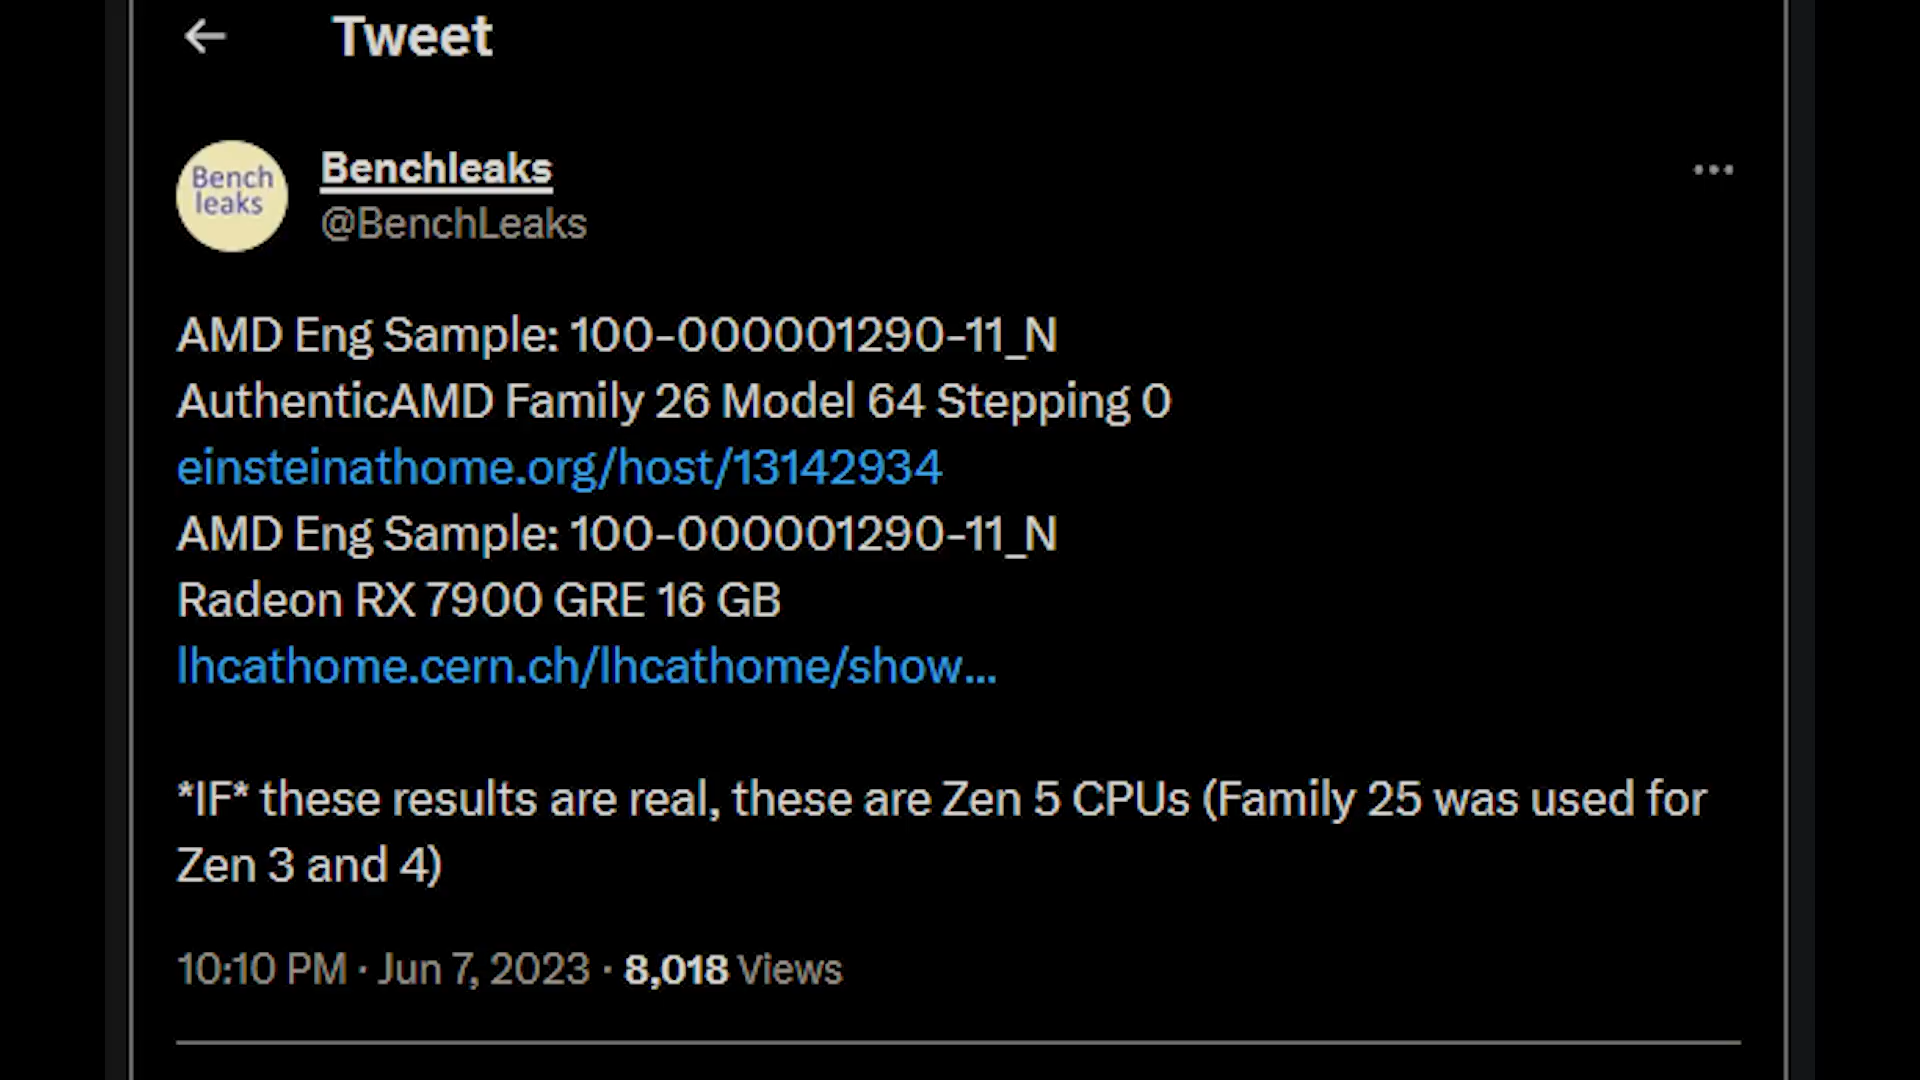 Tweet
Bench
leaks
Benchleaks
@BenchLeaks
AMD Eng Sample: 100-000001290-11_N
AuthenticAMD Family 26 Model 64 Stepping 0
einsteinathome.org/host/13142934
AMD Eng Sample: 100-000001290-11_N
Radeon RX 7900 GRE 16 GB
lhcathome.cern.ch/lhcathome/show...
*IF* these results are real, these are Zen 5 CPUs (Family 25 was used for
Zen 3 and 4)
10:10 PM · Jun 7, 2023 · 8,018 Views